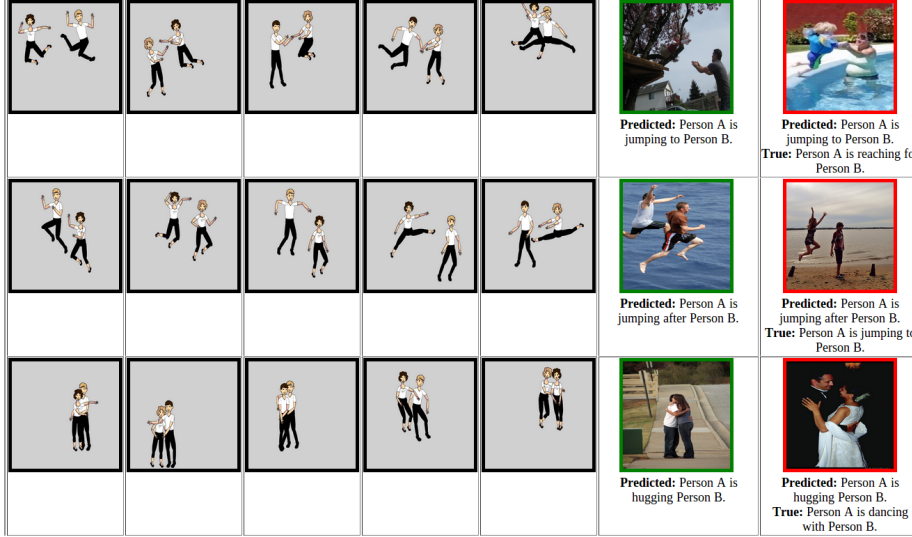 Predicted: Person A is
jumping to Person B.
Predicted: Person A is
jumping to Person B.
True: Person A is reaching fo
Person B.
Predicted: Person A is
jumping after Person B.
Predicted: Person A is
jumping after Person B.
True: Person A is jumping to
Person B.
Predicted: Person A is
hugging Person B.
Predicted: Person A is
hugging Person B.
True: Person A is dancing
with Person B.